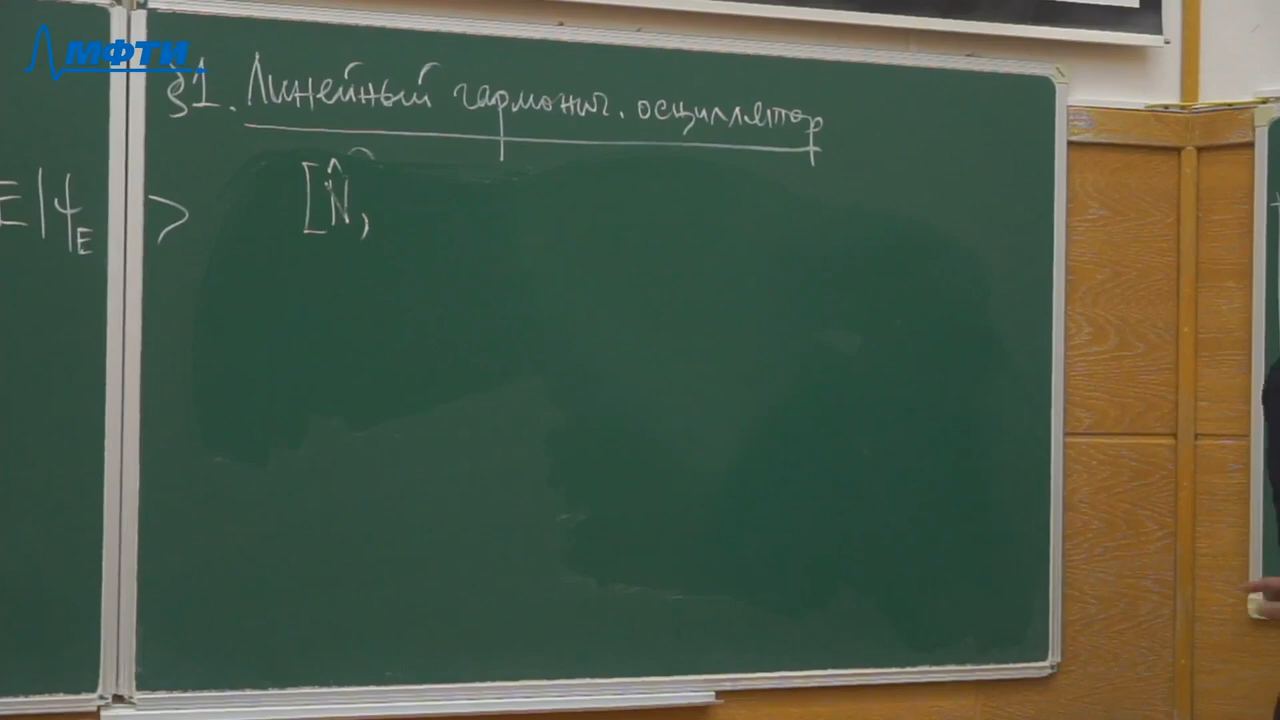 МФТИ
§1. Линейный гармонич. осциллятор
E|ψ_E > [N̂,